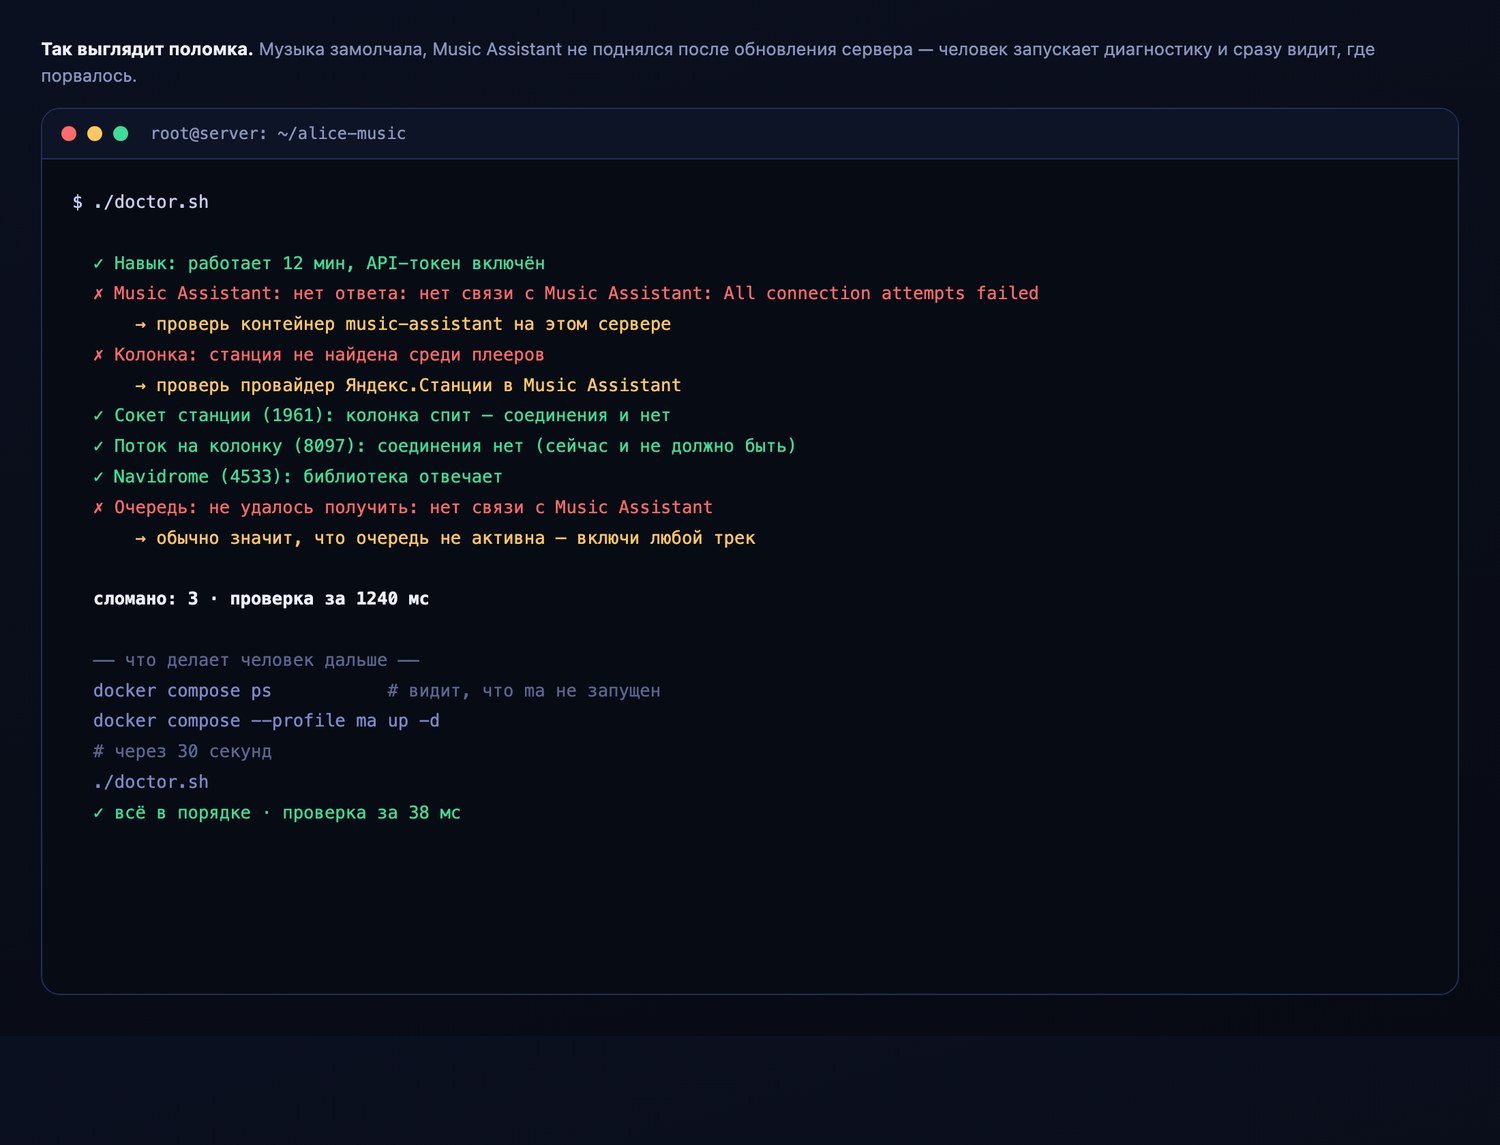 Так выглядит поломка. Музыка замолчала, Music Assistant не поднялся после обновления сервера — человек запускает диагностику и сразу видит, где
порвалось.
root@server: ~/alice-music
$ ./doctor.sh
✓ Навык: работает 12 мин, API-токен включён
✗ Music Assistant: нет ответа: нет связи с Music Assistant: All connection attempts failed
→ проверь контейнер music-assistant на этом сервере
✗ Колонка: станция не найдена среди плееров
→ проверь провайдер Яндекс.Станции в Music Assistant
✓ Сокет станции (1961): колонка спит — соединения и нет
✓ Поток на колонку (8097): соединения нет (сейчас и не должно быть)
✓ Navidrome (4533): библиотека отвечает
✗ Очередь: не удалось получить: нет связи с Music Assistant
→ обычно значит, что очередь не активна — включи любой трек
сломано: 3 · проверка за 1240 мс
── что делает человек дальше ──
docker compose ps # видит, что ma не запущен
docker compose --profile ma up -d
# через 30 секунд
./doctor.sh
✓ всё в порядке · проверка за 38 мс